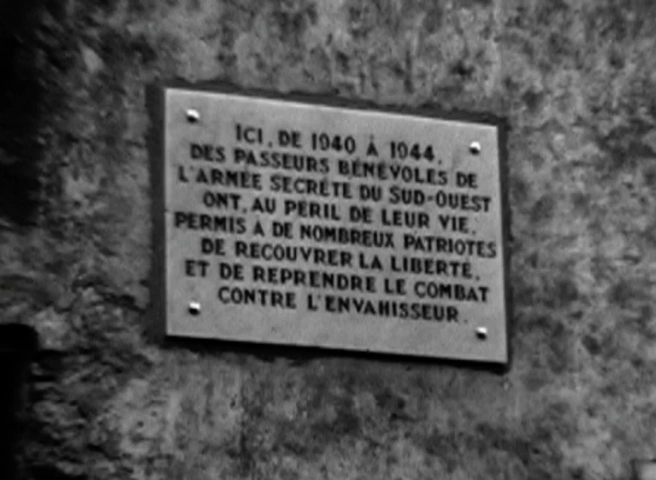 ICI, DE 1940 À 1944,
DES PASSEURS BÉNÉVOLES DE
L'ARMÉE SECRÈTE DU SUD-OUEST
ONT, AU PÉRIL DE LEUR VIE,
PERMIS À DE NOMBREUX PATRIOTES
DE RECOUVRER LA LIBERTÉ,
ET DE REPRENDRE LE COMBAT
CONTRE L'ENVAHISSEUR.